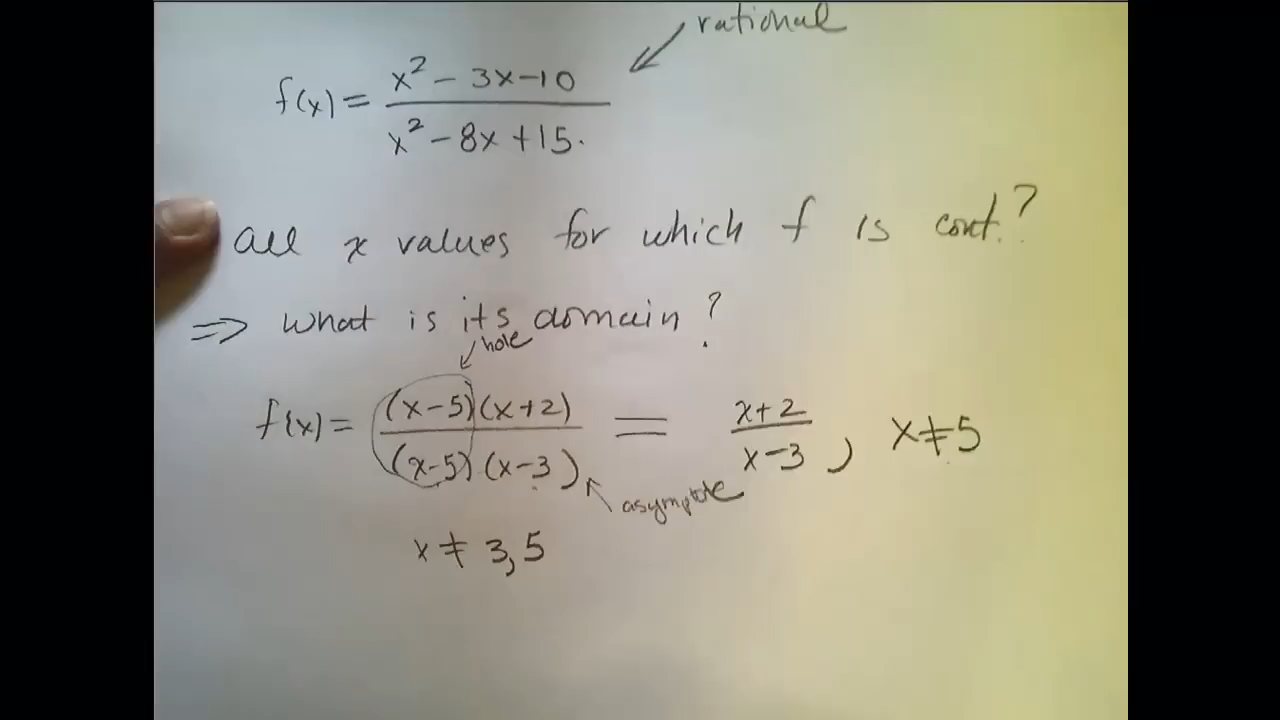 rational
f(x) = x² - 3x - 10 / x² - 8x + 15.
all x values for which f is cont.?
⇒ what is its domain?
hole
f(x) = (x-5)(x+2) / (x-5)(x-3) = x+2 / x-3 , x ≠ 5
asymptote
x ≠ 3, 5